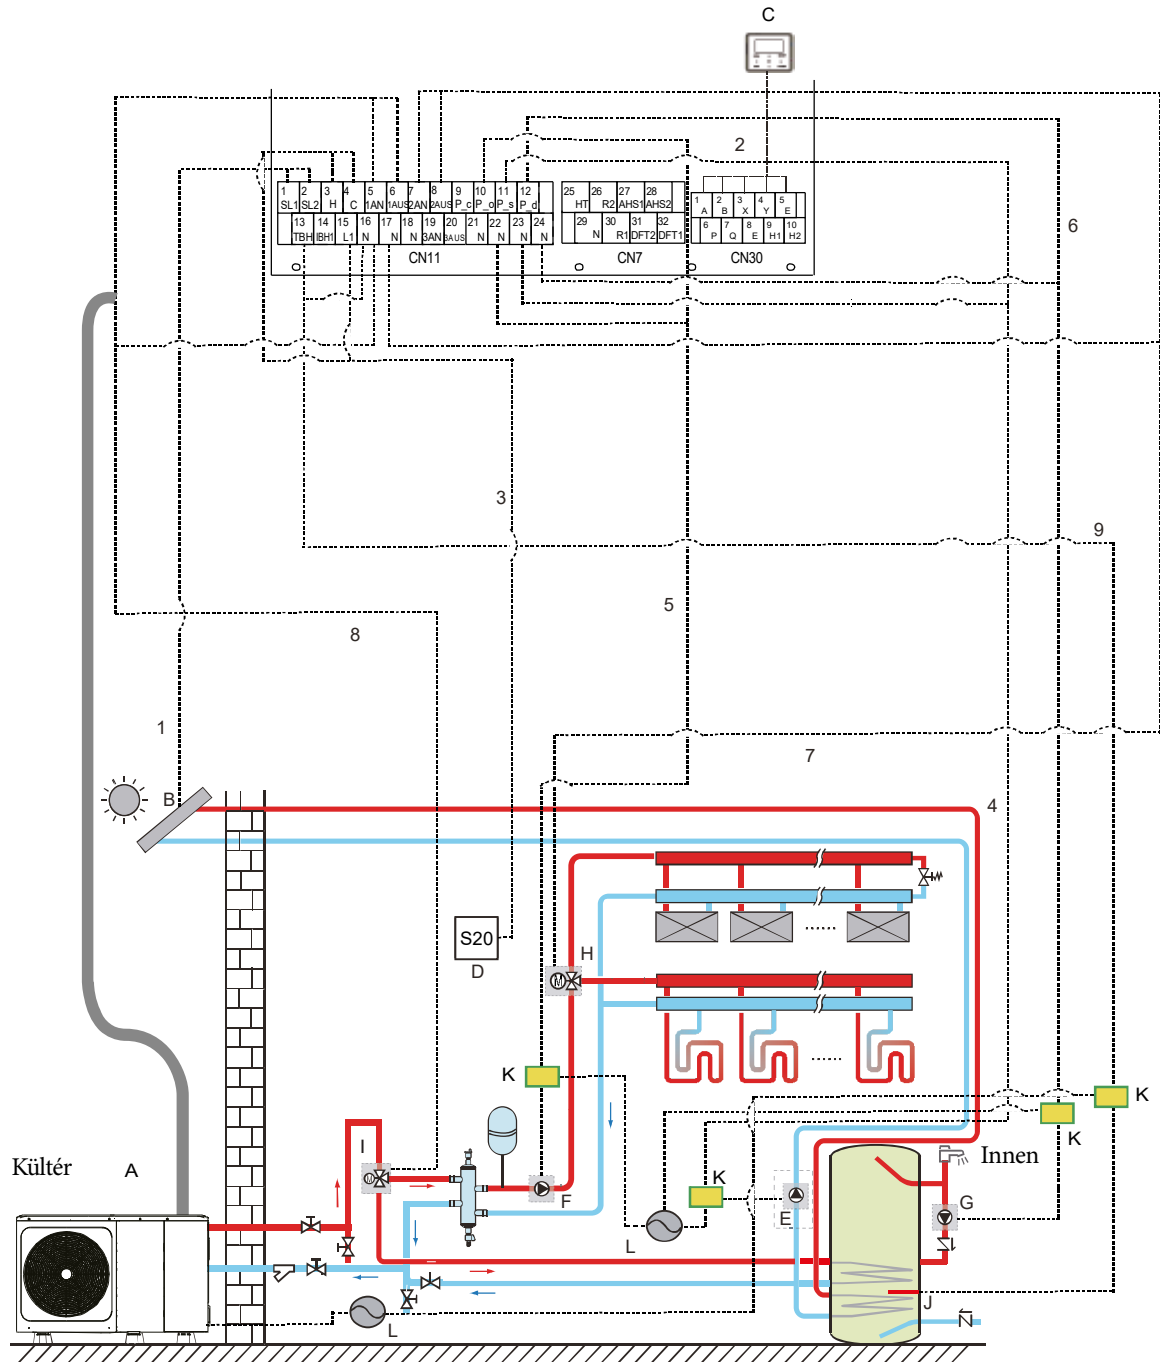 C
2
1 2 3 4 5 6 7 8 9 10 11 12
SL1 SL2 H C 1AN 1AUS 2AN 2AUS P_c P_o P_s P_d
13 14 15 16 17 18 19 20 21 22 23 24
TBH IBH1 L1 N N N 3AN 3AUS N N N N
CN11
25 26 27 28
HT R2 AHS1 AHS2
29 30 31 32
N R1 DFT2 DFT1
CN7
1 2 3 4 5
A B X Y E
6 7 8 9 10
P Q E H1 H2
CN30
6
3
9
5
8
1
7
B
4
S20
D
H
M
K
K
K
I
M
Kültér
A
Innen
K
F
E
G
L
J
L